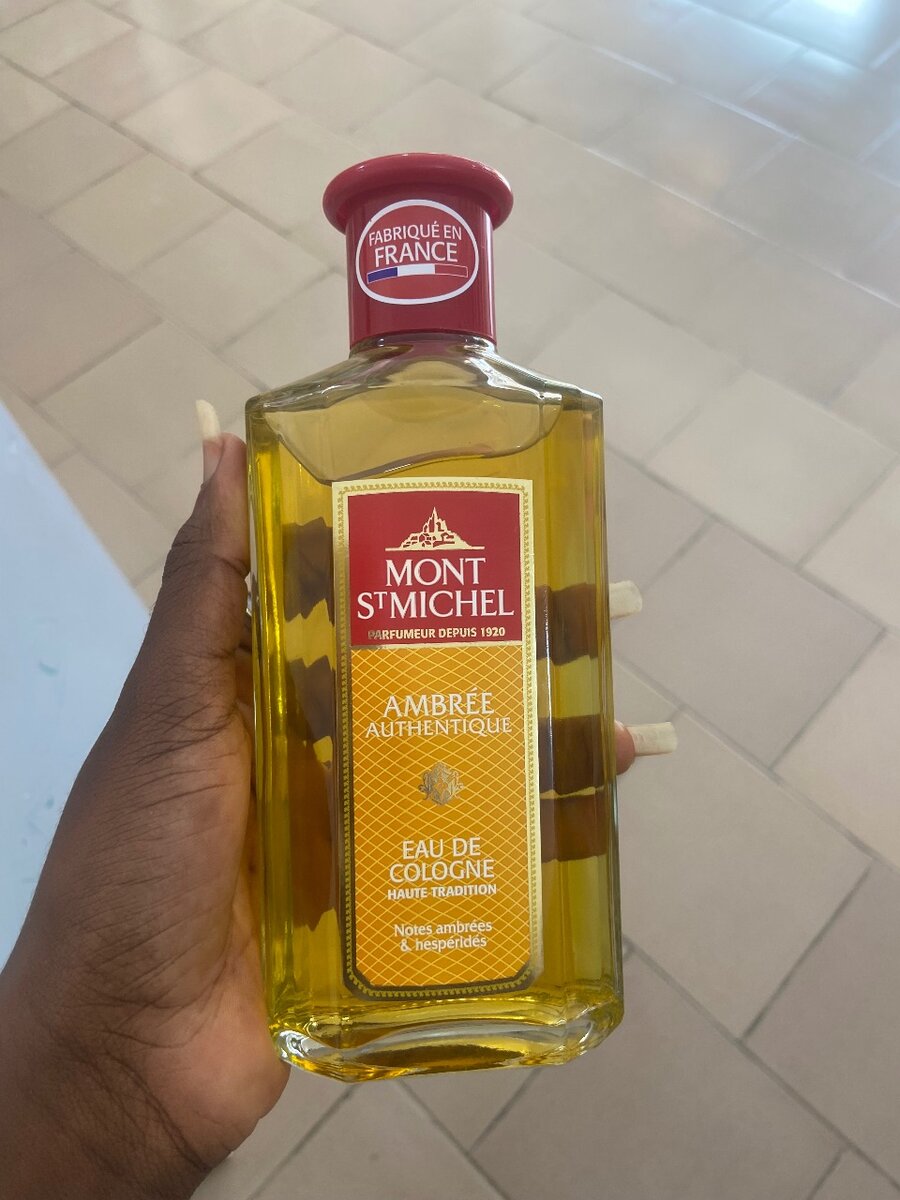 FABRIQUÉ EN
FRANCE
MONT
ST MICHEL
PARFUMEUR DEPUIS 1920
AMBRÉE
AUTHENTIQUE
EAU DE
COLOGNE
HAUTE TRADITION
Notes ambrées
& hespéridés